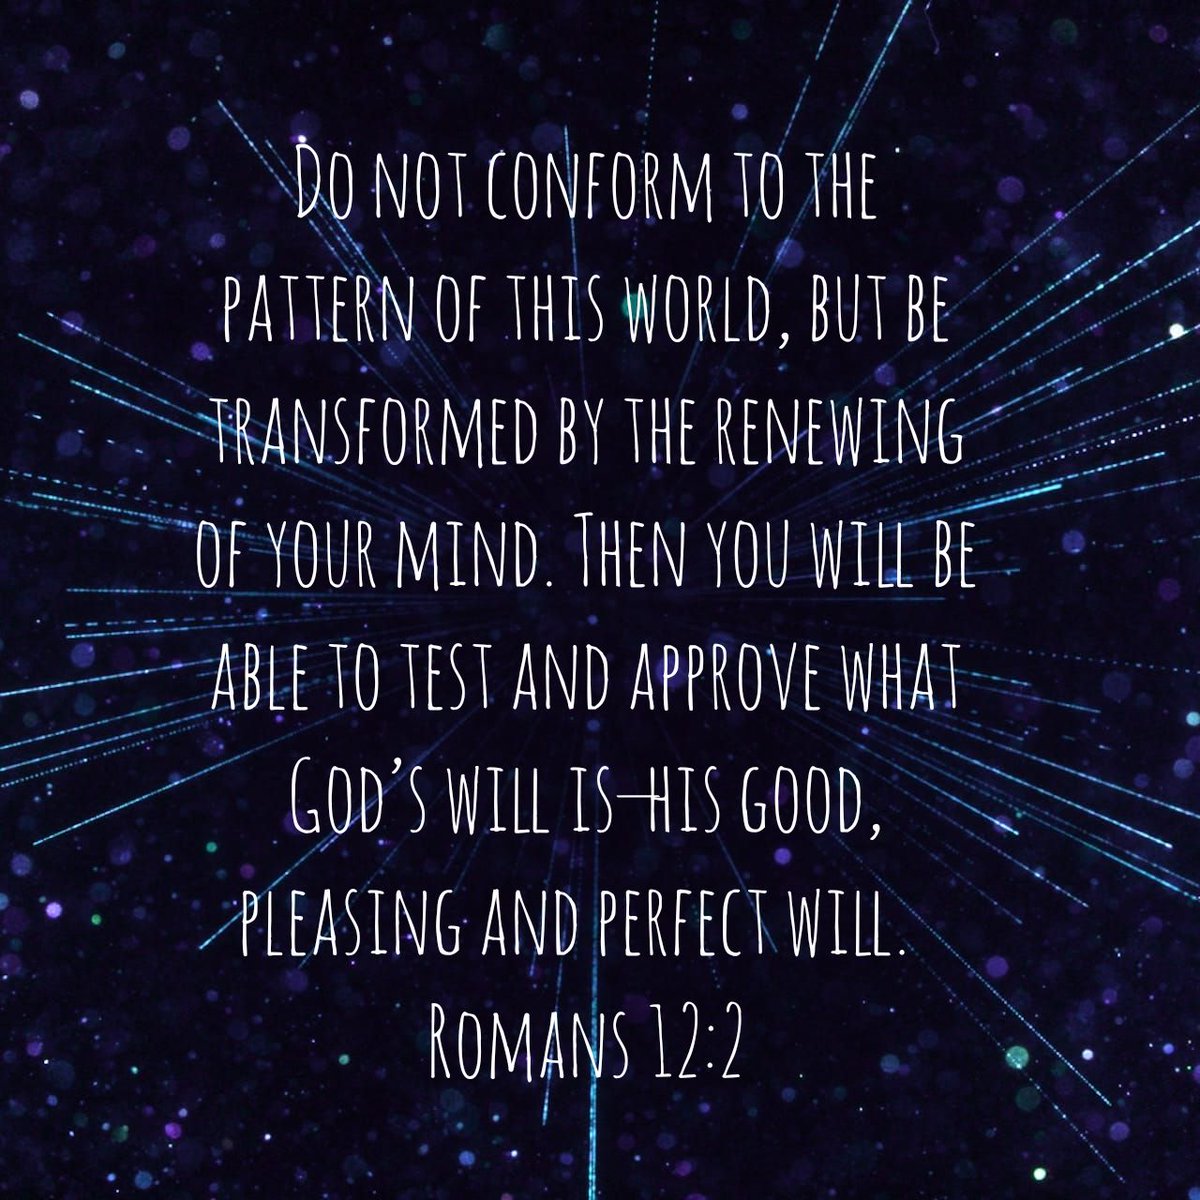 Do not conform to the
pattern of this world, but be
transformed by the renewing
of your mind. Then you will be
able to test and approve what
God’s will is—his good,
pleasing and perfect will.
Romans 12:2